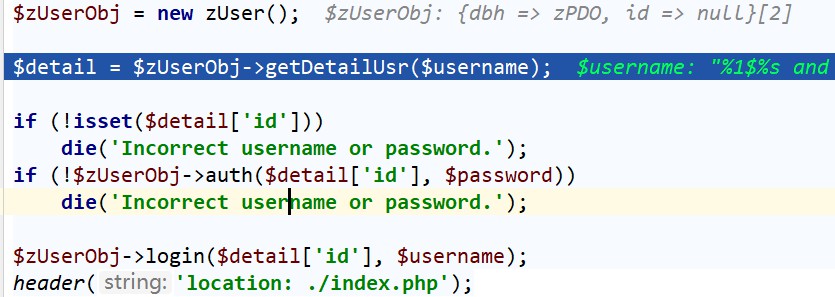 $zUserObj = new zUser(); $zUserObj: {dbh => zPDO, id => null}[2]
$detail = $zUserObj->getDetailUsr($username); $username: "%1$%s and
if (!isset($detail['id']))
die('Incorrect username or password.');
if (!$zUserObj->auth($detail['id'], $password))
die('Incorrect username or password.');
$zUserObj->login($detail['id'], $username);
header( string: 'location: ./index.php');